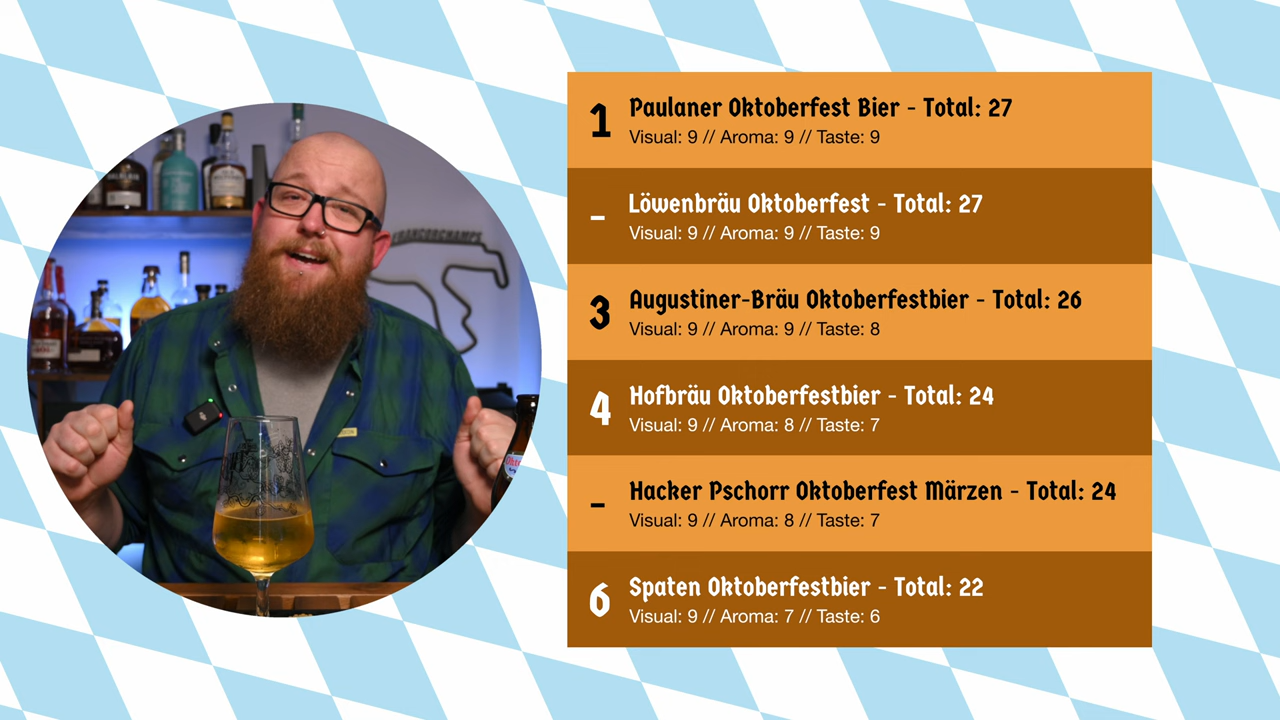 FRANCORCHAMPS
1
Paulaner Oktoberfest Bier - Total: 27
Visual: 9 // Aroma: 9 // Taste: 9
-
Löwenbräu Oktoberfest - Total: 27
Visual: 9 // Aroma: 9 // Taste: 9
3
Augustiner-Bräu Oktoberfestbier - Total: 26
Visual: 9 // Aroma: 9 // Taste: 8
4
Hofbräu Oktoberfestbier - Total: 24
Visual: 9 // Aroma: 8 // Taste: 7
-
Hacker Pschorr Oktoberfest Märzen - Total: 24
Visual: 9 // Aroma: 8 // Taste: 7
6
Spaten Oktoberfestbier - Total: 22
Visual: 9 // Aroma: 7 // Taste: 6